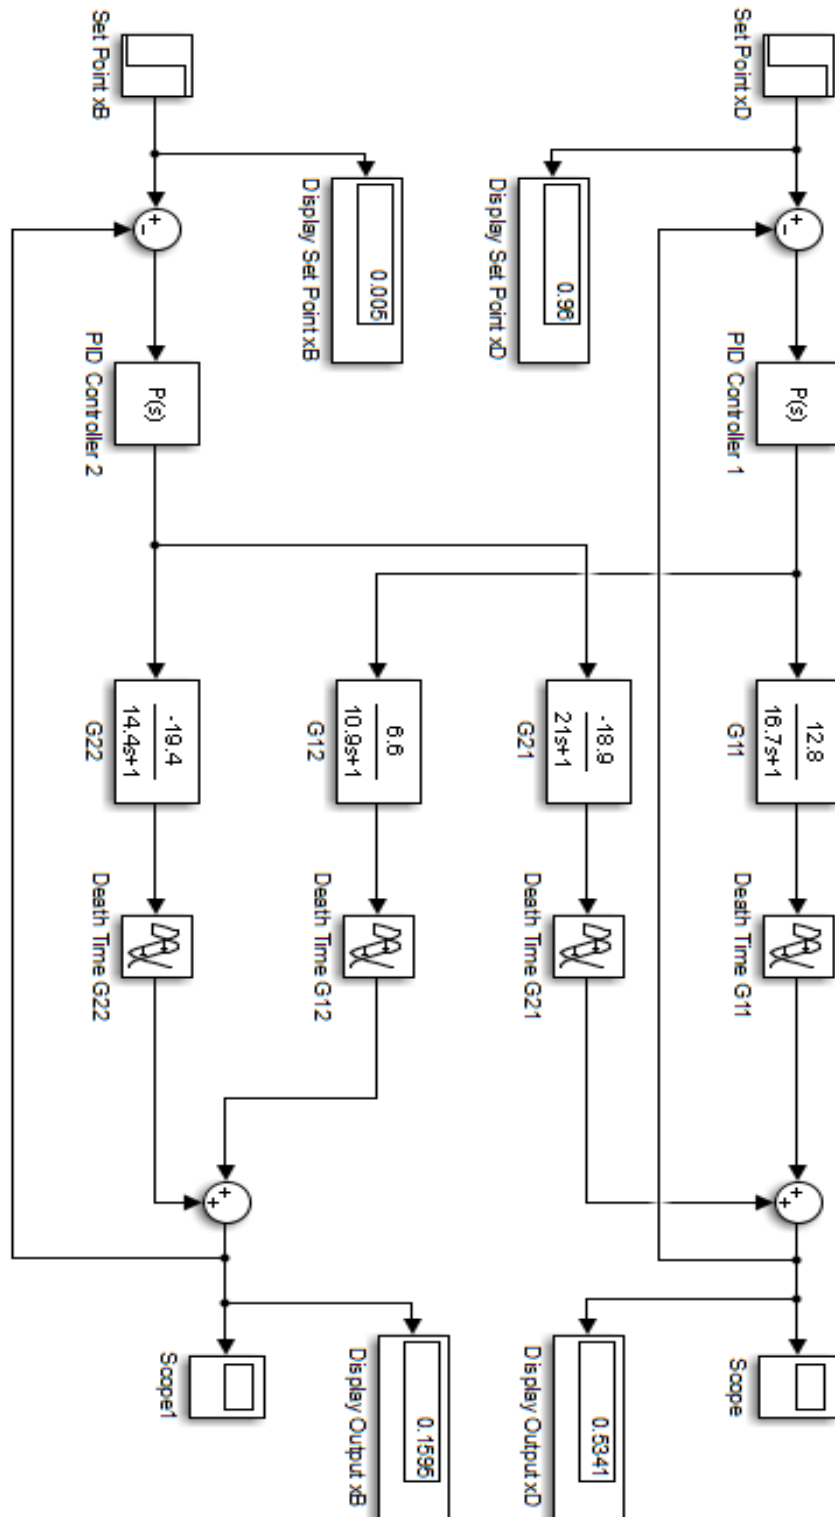 Set Point xD
+
-
P(s)
PID Controller 1
12.8
16.7s+1
G11
Death Time G11
+
+
Scope
0.96
Display Set Point xD
-18.9
21s+1
G21
Death Time G21
0.5341
Display Output xD
0.005
Display Set Point xB
6.6
10.9s+1
G12
Death Time G12
0.1595
Display Output xB
Set Point xB
+
-
P(s)
PID Controller 2
-19.4
14.4s+1
G22
Death Time G22
+
+
Scope1